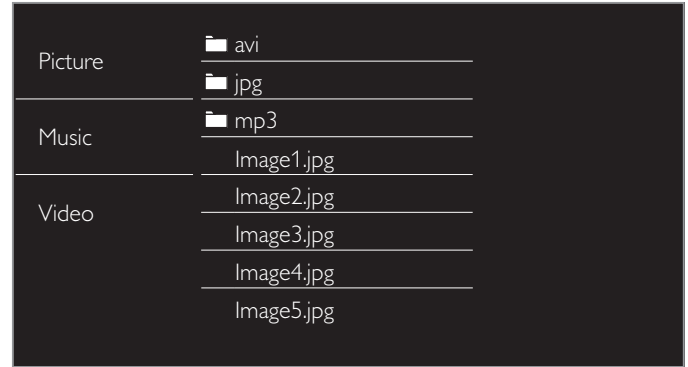 Picture
Music
Video
avi
jpg
mp3
Image1.jpg
Image2.jpg
Image3.jpg
Image4.jpg
Image5.jpg